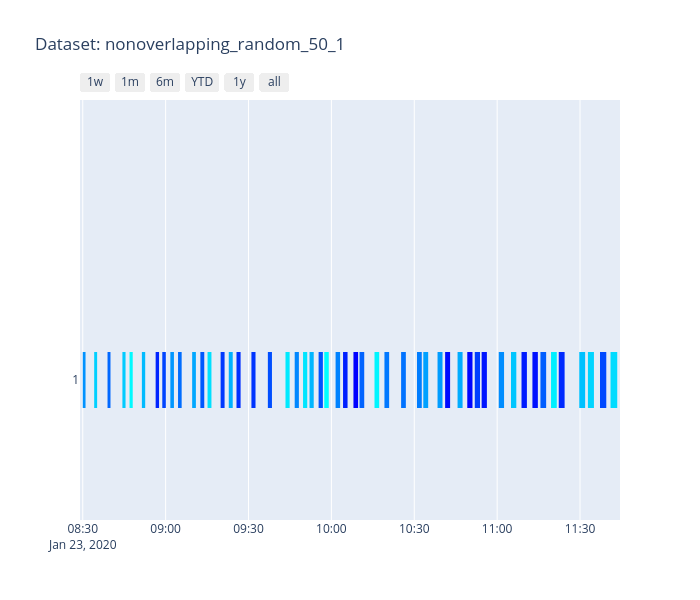 Dataset: nonoverlapping_random_50_1
1w 1m 6m YTD 1y all
1
08:30 09:00 09:30 10:00 10:30 11:00 11:30
Jan 23, 2020